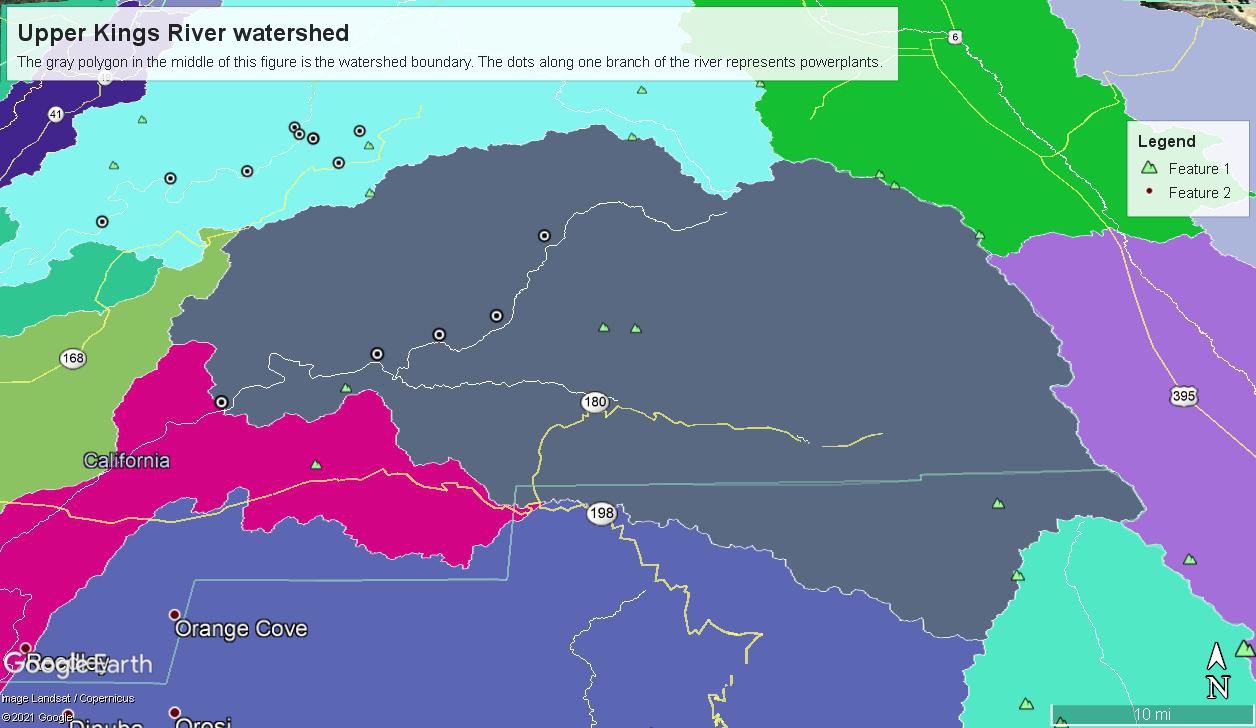 Upper Kings River watershed
The gray polygon in the middle of this figure is the watershed boundary. The dots along one branch of the river represents powerplants.
6
41
Legend
Feature 1
Feature 2
168
395
180
California
198
Orange Cove
Reedley
Google Earth
N
Image Landsat / Copernicus
© 2021 Google
Dinuba
Orosi
10 mi